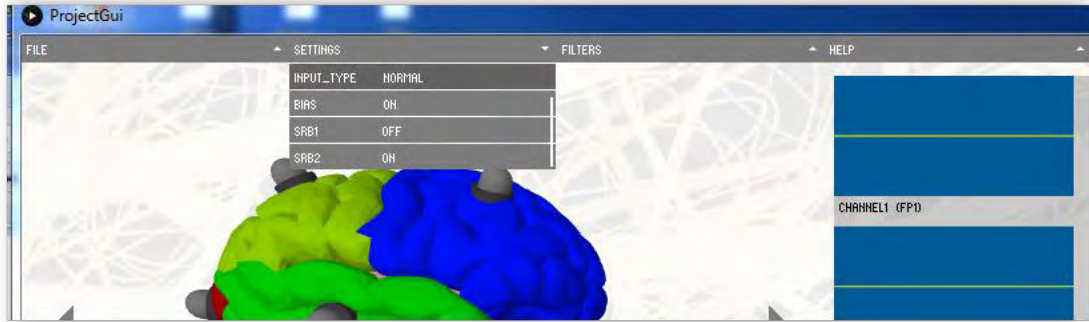 ProjectGui
FILE SETTINGS FILTERS HELP
INPUT_TYPE NORMAL
BIAS ON
SRB1 OFF
SRB2 ON
CHANNEL1 (FP1)